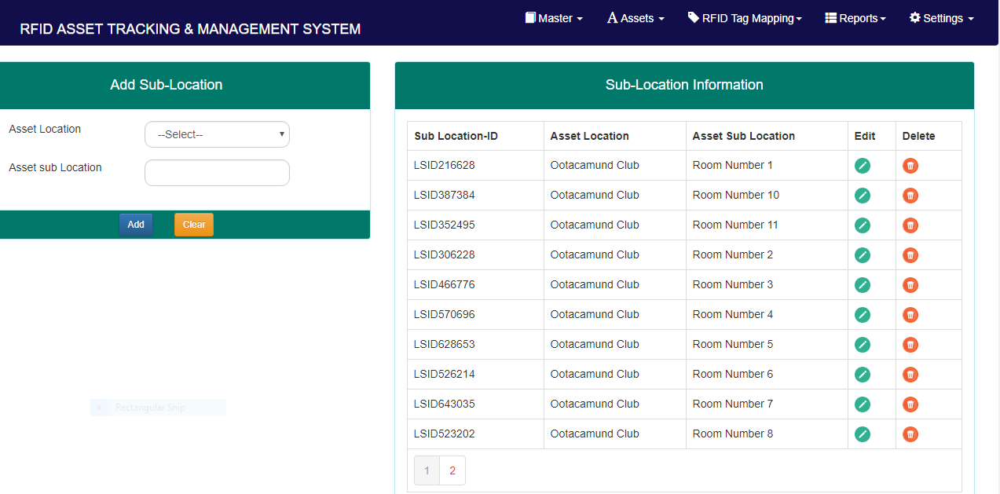 RFID ASSET TRACKING & MANAGEMENT SYSTEM
Master
Assets
RFID Tag Mapping
Reports
Settings
Add Sub-Location
Asset Location
--Select--
Asset sub Location
Add
Clear
Rectangular Snip
Sub-Location Information
Sub Location-ID Asset Location Asset Sub Location Edit Delete
LSID216628 Ootacamund Club Room Number 1
LSID387384 Ootacamund Club Room Number 10
LSID352495 Ootacamund Club Room Number 11
LSID306228 Ootacamund Club Room Number 2
LSID466776 Ootacamund Club Room Number 3
LSID570696 Ootacamund Club Room Number 4
LSID628653 Ootacamund Club Room Number 5
LSID526214 Ootacamund Club Room Number 6
LSID643035 Ootacamund Club Room Number 7
LSID523202 Ootacamund Club Room Number 8
1 2